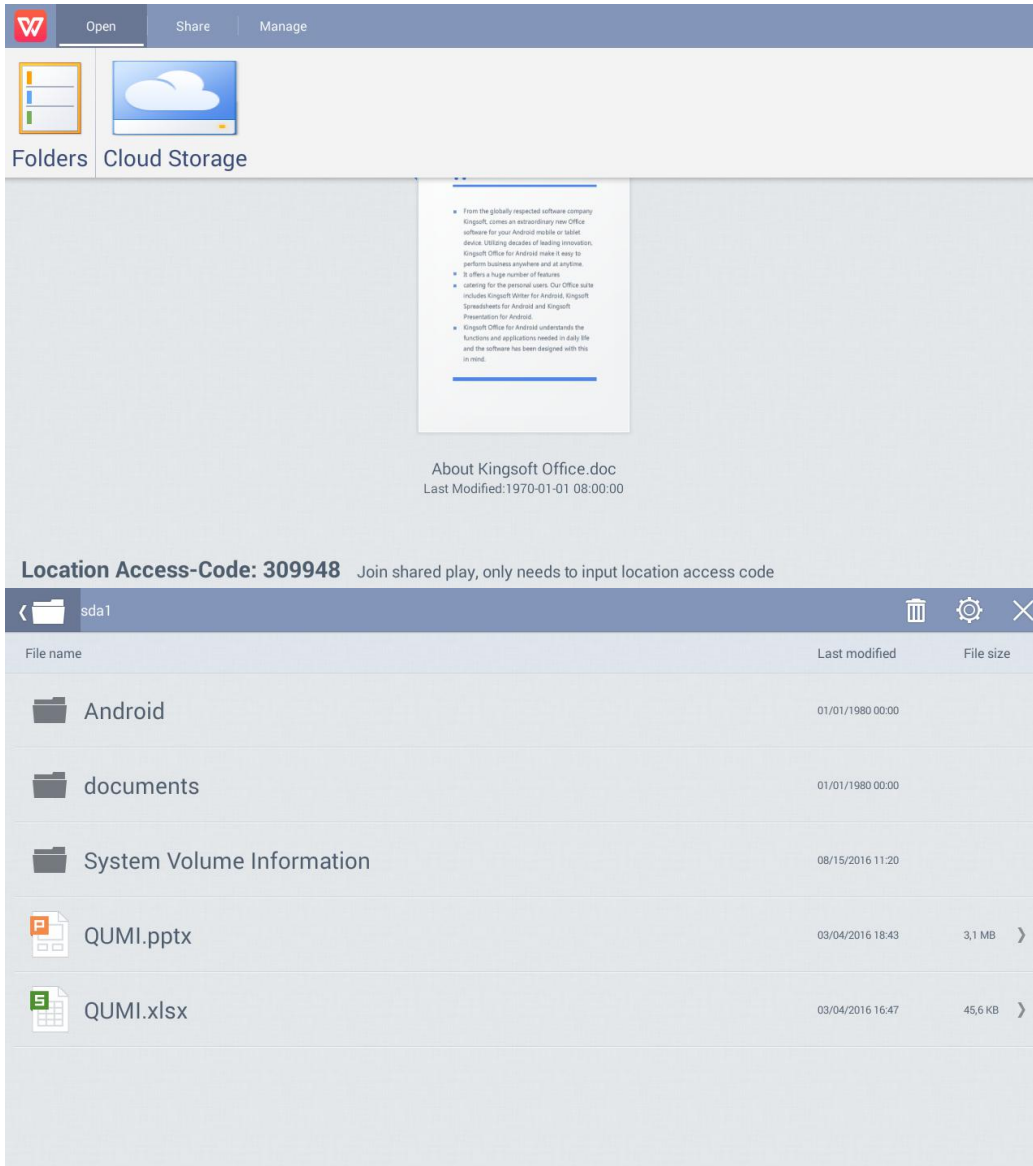 Open Share Manage
Folders Cloud Storage
From the globally respected software company
Kingsoft, comes an extraordinary new Office
software for your Android mobile or tablet
device. Utilizing decades of leading innovation,
Kingsoft Office for Android make it easy to
perform business anywhere and at anytime.
It offers a huge number of features
catering for the personal users. Our Office suite
includes Kingsoft Writer for Android, Kingsoft
Spreadsheets for Android and Kingsoft
Presentation for Android.
Kingsoft Office for Android understands the
functions and applications needed in daily life
and the software has been designed with this
in mind.
About Kingsoft Office.doc
Last Modified:1970-01-01 08:00:00
Location Access-Code: 309948 Join shared play, only needs to input location access code
sda1
File name Last modified File size
Android 01/01/1980 00:00
documents 01/01/1980 00:00
System Volume Information 08/15/2016 11:20
P
QUMI.pptx 03/04/2016 18:43 3,1 MB
S
QUMI.xlsx 03/04/2016 16:47 45,6 KB